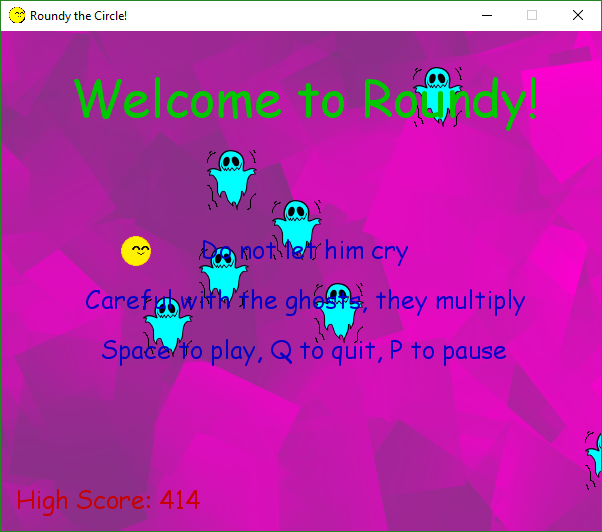 Roundy the Circle!
Welcome to Roundy!
Do not let him cry
Careful with the ghosts, they multiply
Space to play, Q to quit, P to pause
High Score: 414